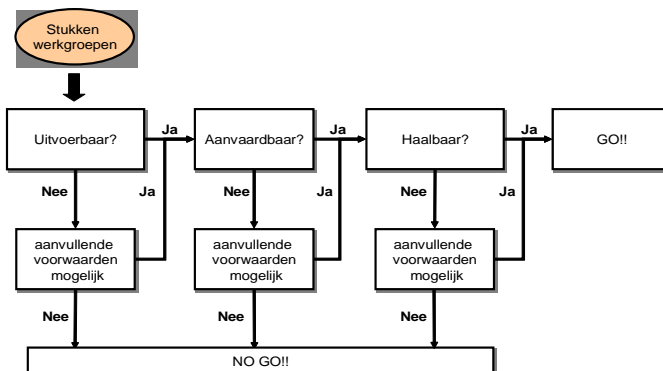 Stukken
werkgroepen
Uitvoerbaar?
Ja
Aanvaardbaar?
Ja
Haalbaar?
Ja
GO!!
Nee
Ja
Nee
Ja
Nee
Ja
aanvullende
voorwaarden
mogelijk
aanvullende
voorwaarden
mogelijk
aanvullende
voorwaarden
mogelijk
Nee
Nee
Nee
NO GO!!